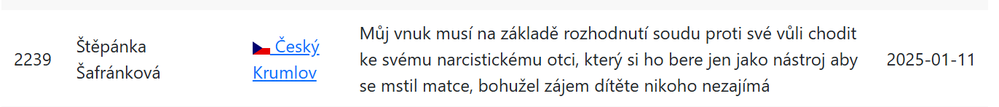 2239
Štěpánka
Šafránková
Český
Krumlov
Můj vnuk musí na základě rozhodnutí soudu proti své vůli chodit
ke svému narcistickému otci, který si ho bere jen jako nástroj aby
se mstil matce, bohužel zájem dítěte nikoho nezajímá
2025-01-11